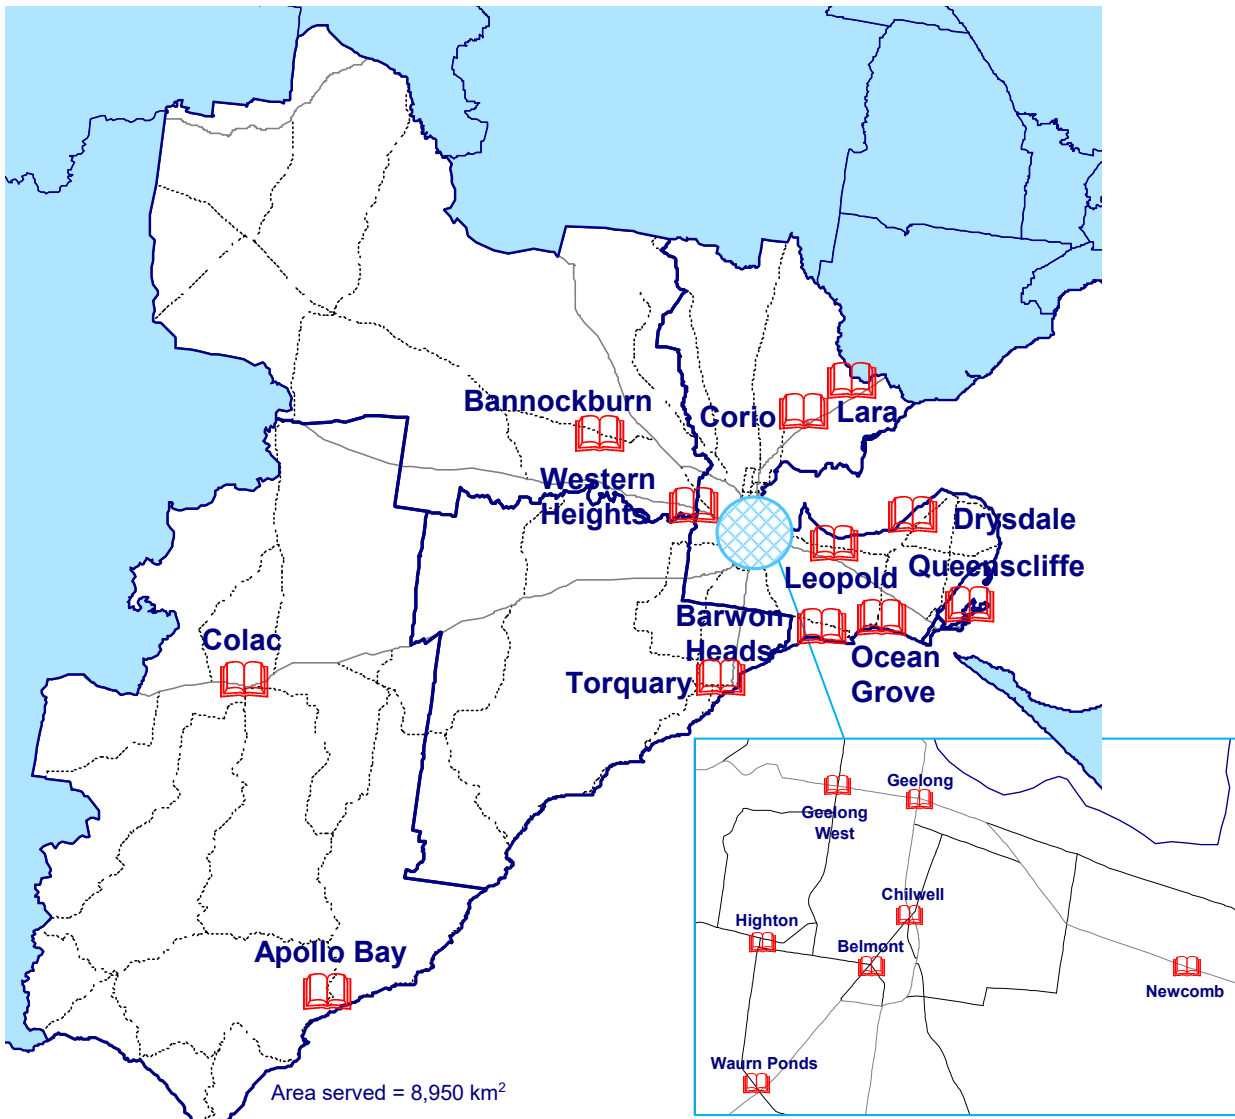 Bannockburn
Corio
Lara
Western
Heights
Drysdale
Leopold
Queenscliffe
Barwon
Heads
Colac
Ocean
Grove
Torquary
Geelong
Geelong
West
Chilwell
Highton
Belmont
Apollo Bay
Newcomb
Waurn Ponds
Area served = 8,950 km²